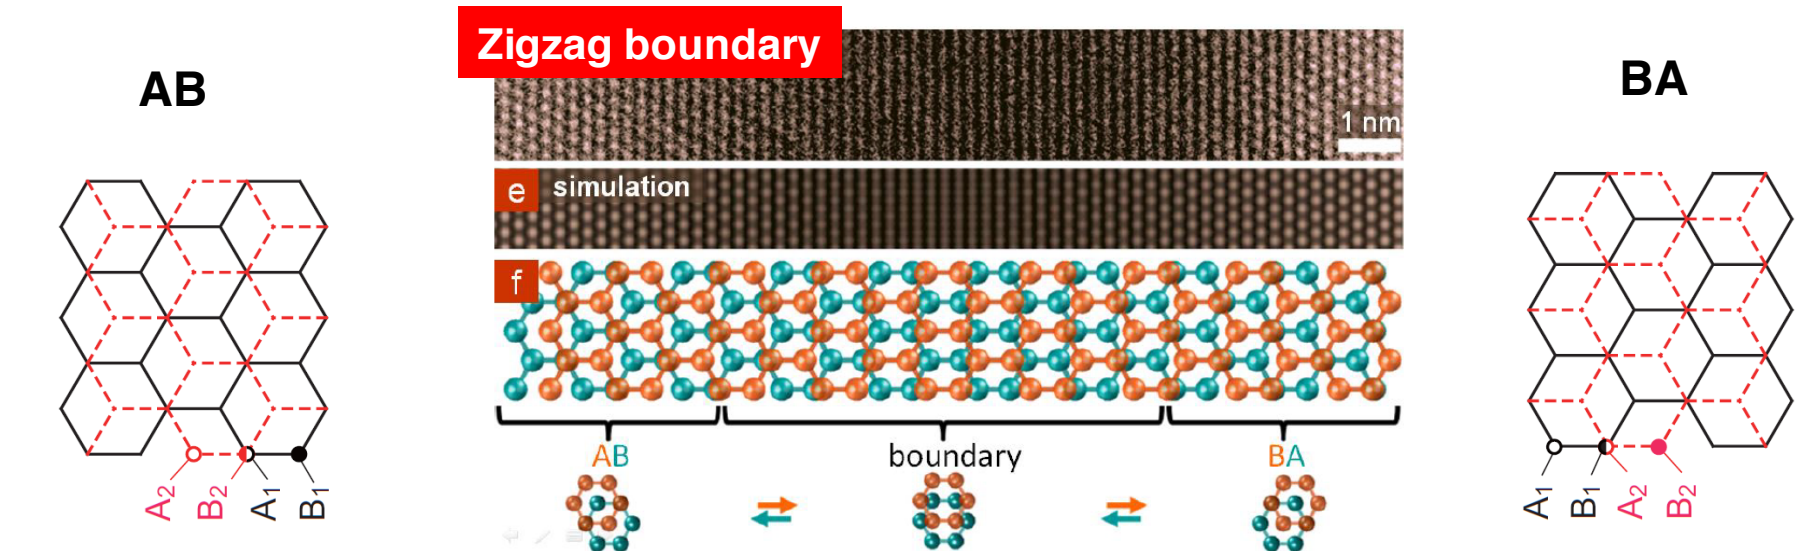 Zigzag boundary
AB
BA
1 nm
e simulation
f
AB
boundary
BA
A2
B2
A1
B1
A1
B1
A2
B2